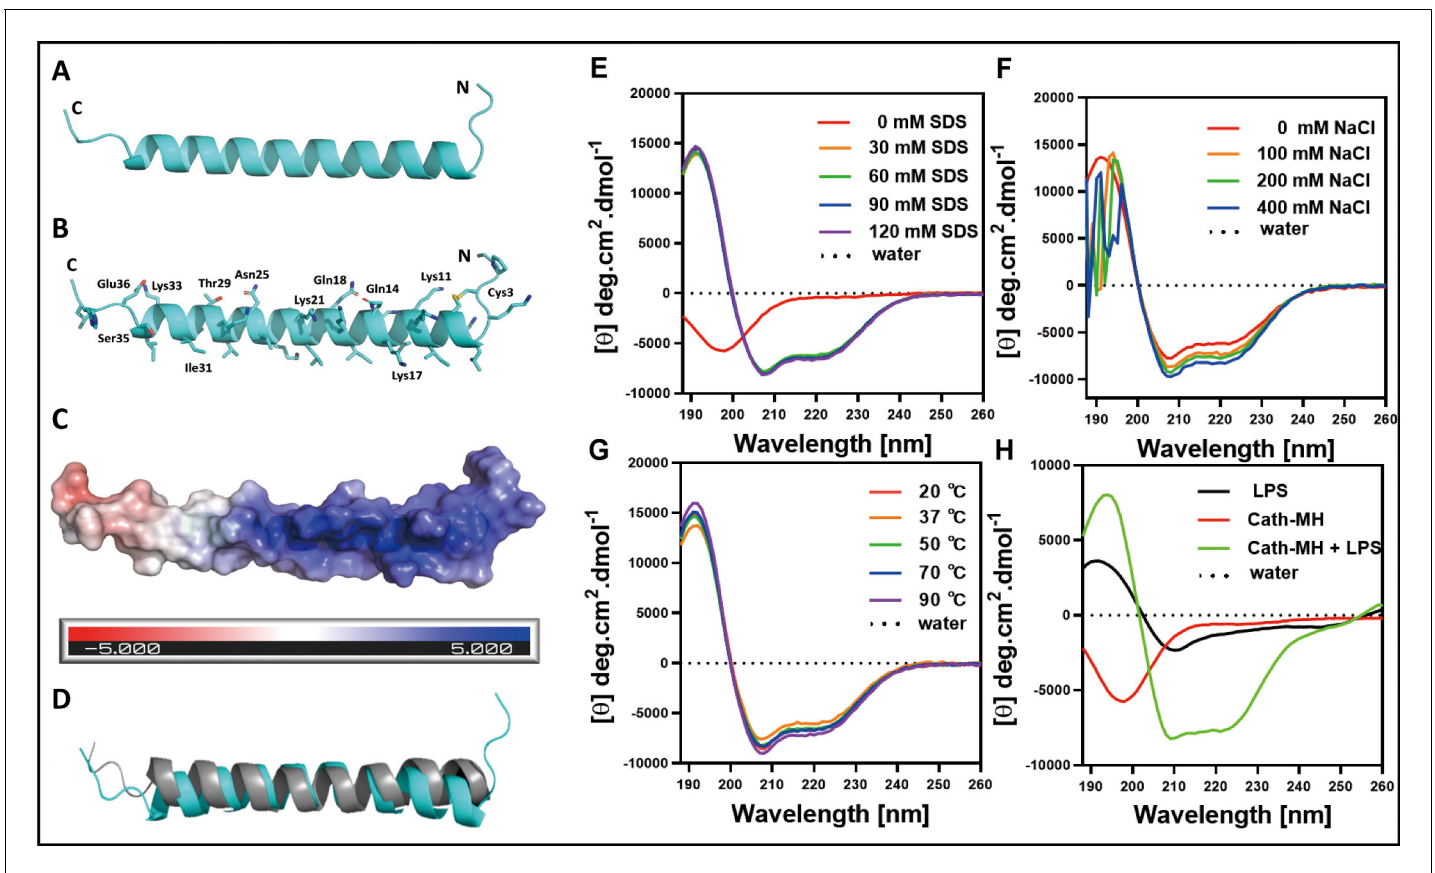 A
C
N
B
C
N
Glu36
Lys33
Thr29
Asn25
Gln18
Gln14
Lys11
Cys3
Lys21
Ser35
Ile31
Lys17
C
−5.000
5.000
D
E
20000
15000
10000
5000
0
-5000
-10000
[θ] deg.cm².dmol⁻¹
0 mM SDS
30 mM SDS
60 mM SDS
90 mM SDS
120 mM SDS
water
190 200 210 220 230 240 250 260
Wavelength [nm]
F
20000
15000
10000
5000
0
-5000
-10000
[θ] deg.cm².dmol⁻¹
0 mM NaCl
100 mM NaCl
200 mM NaCl
400 mM NaCl
water
190 200 210 220 230 240 250 260
Wavelength [nm]
G
20000
15000
10000
5000
0
-5000
-10000
[θ] deg.cm².dmol⁻¹
20 °C
37 °C
50 °C
70 °C
90 °C
water
190 200 210 220 230 240 250 260
Wavelength [nm]
H
10000
5000
0
-5000
-10000
[θ] deg.cm².dmol⁻¹
LPS
Cath-MH
Cath-MH + LPS
water
190 200 210 220 230 240 250 260
Wavelength [nm]